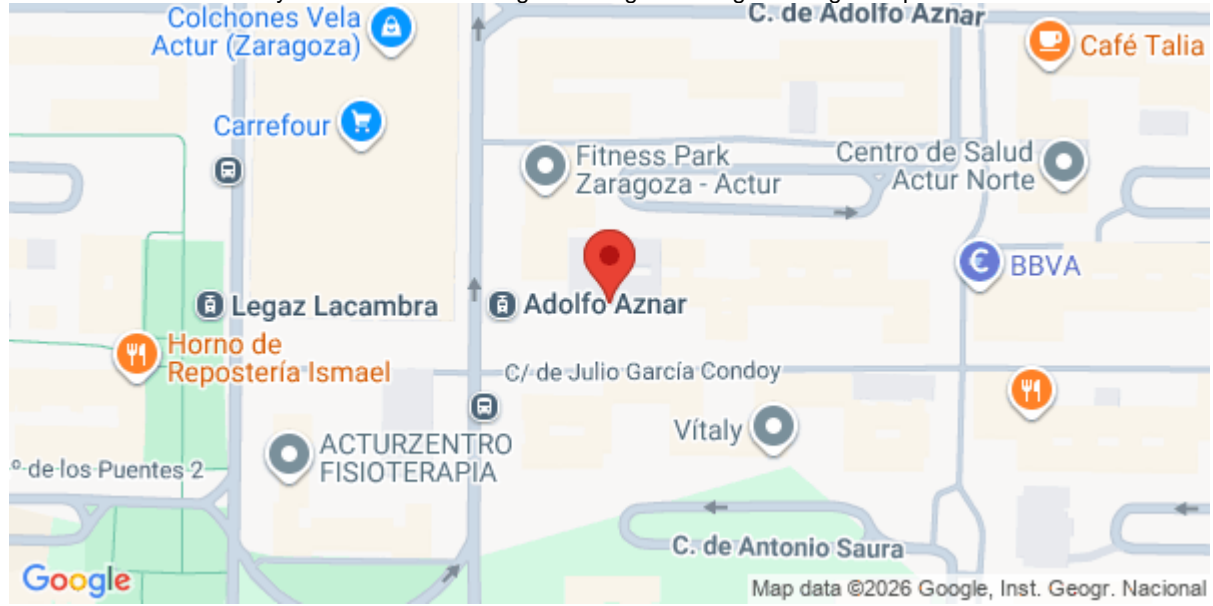 C. de Adolfo Aznar
Colchones Vela
Actur (Zaragoza)
Café Talia
Carrefour
Fitness Park
Zaragoza - Actur
Centro de Salud
Actur Norte
BBVA
Legaz Lacambra
Adolfo Aznar
Horno de
Repostería Ismael
C/ de Julio García Condoy
Vítaly
ACTURZENTRO
FISIOTERAPIA
º de los Puentes 2
C. de Antonio Saura
Google
Map data ©2026 Google, Inst. Geogr. Nacional